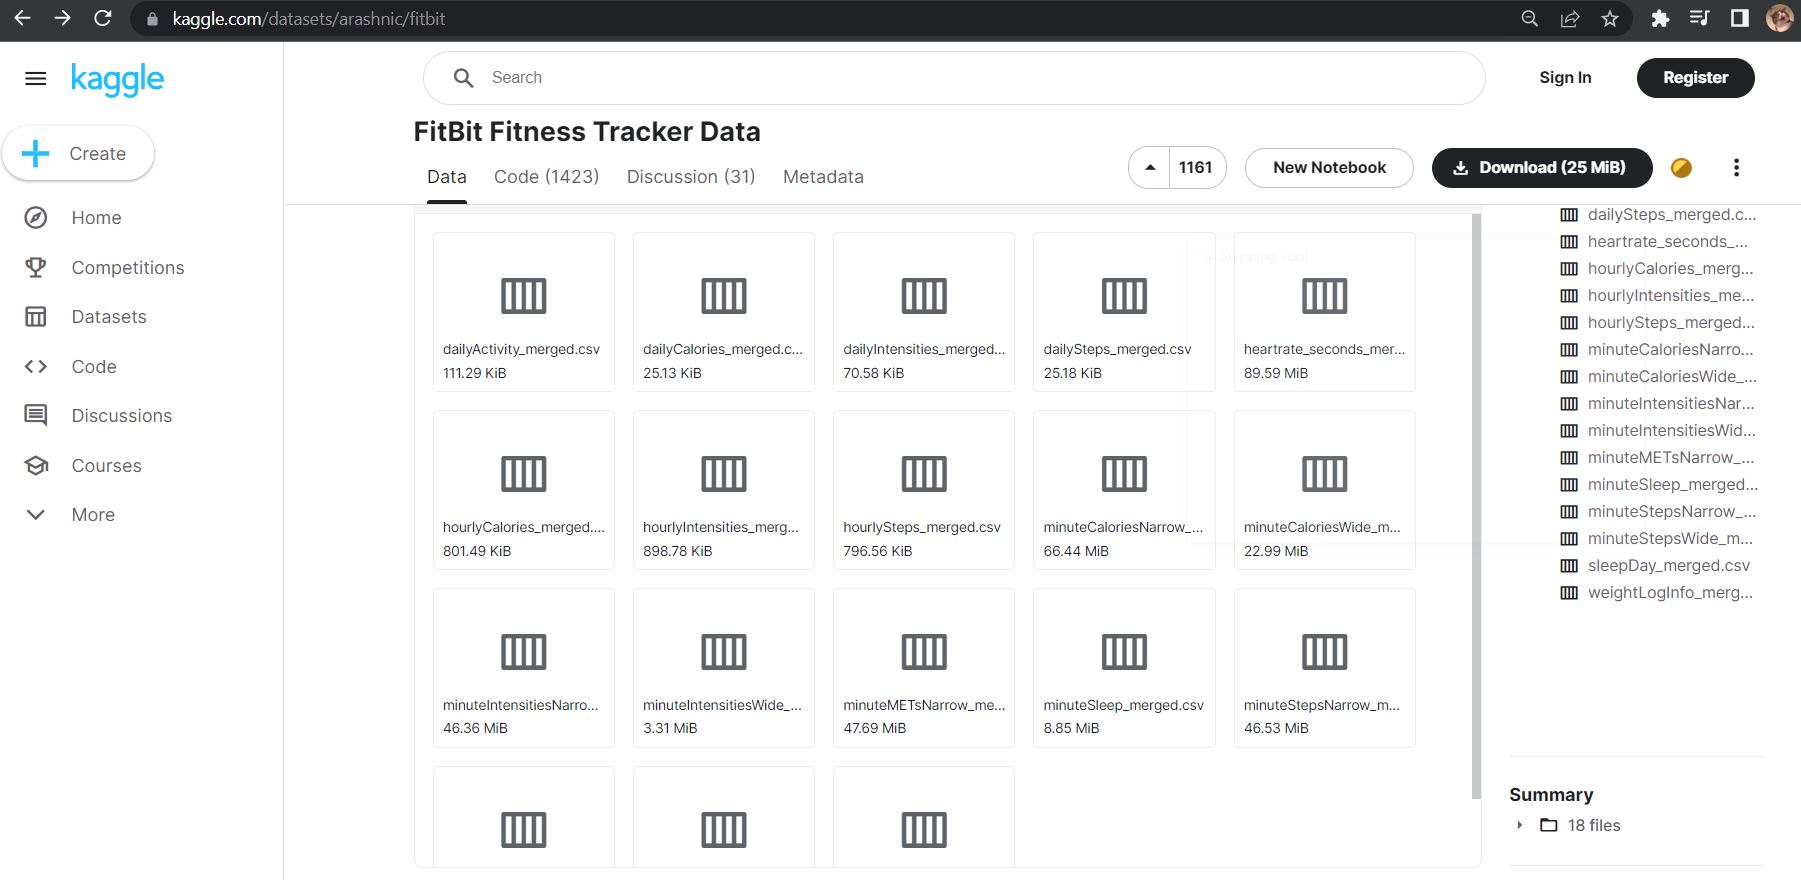 kaggle.com/datasets/arashnic/fitbit
kaggle
Search
Sign In
Register
FitBit Fitness Tracker Data
Create
Data
Code (1423)
Discussion (31)
Metadata
1161
New Notebook
Download (25 MiB)
Home
Competitions
Datasets
Code
Discussions
Courses
More
Snipping Tool
dailyActivity_merged.csv
111.29 KiB
dailyCalories_merged.c...
25.13 KiB
dailyIntensities_merged...
70.58 KiB
dailySteps_merged.csv
25.18 KiB
heartrate_seconds_mer...
89.59 MiB
hourlyCalories_merged....
801.49 KiB
hourlyIntensities_merg...
898.78 KiB
hourlySteps_merged.csv
796.56 KiB
minuteCaloriesNarrow_...
66.44 MiB
minuteCaloriesWide_m...
22.99 MiB
minuteIntensitiesNarro...
46.36 MiB
minuteIntensitiesWide_...
3.31 MiB
minuteMETsNarrow_me...
47.69 MiB
minuteSleep_merged.csv
8.85 MiB
minuteStepsNarrow_m...
46.53 MiB
dailySteps_merged.c...
heartrate_seconds_...
hourlyCalories_merg...
hourlyIntensities_me...
hourlySteps_merged...
minuteCaloriesNarro...
minuteCaloriesWide_...
minuteIntensitiesNar...
minuteIntensitiesWid...
minuteMETsNarrow_...
minuteSleep_merged...
minuteStepsNarrow_...
minuteStepsWide_m...
sleepDay_merged.csv
weightLogInfo_merg...
Summary
18 files